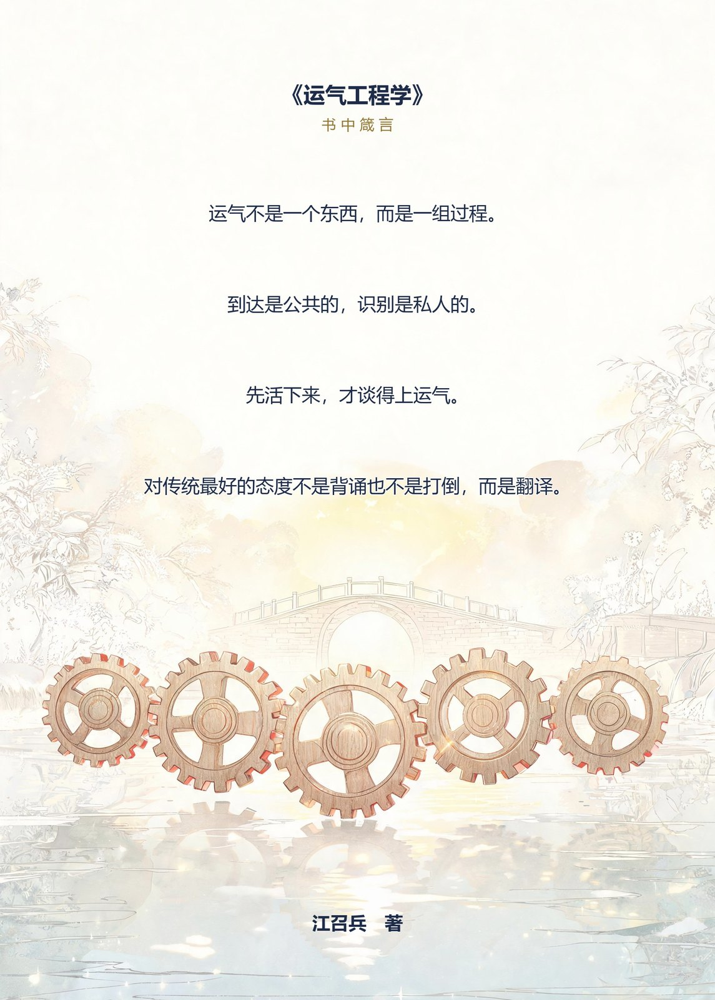 《运气工程学》
书中箴言
运气不是一个东西，而是一组过程。
到达是公共的，识别是私人的。
先活下来，才谈得上运气。
对传统最好的态度不是背诵也不是打倒，而是翻译。
江召兵　著